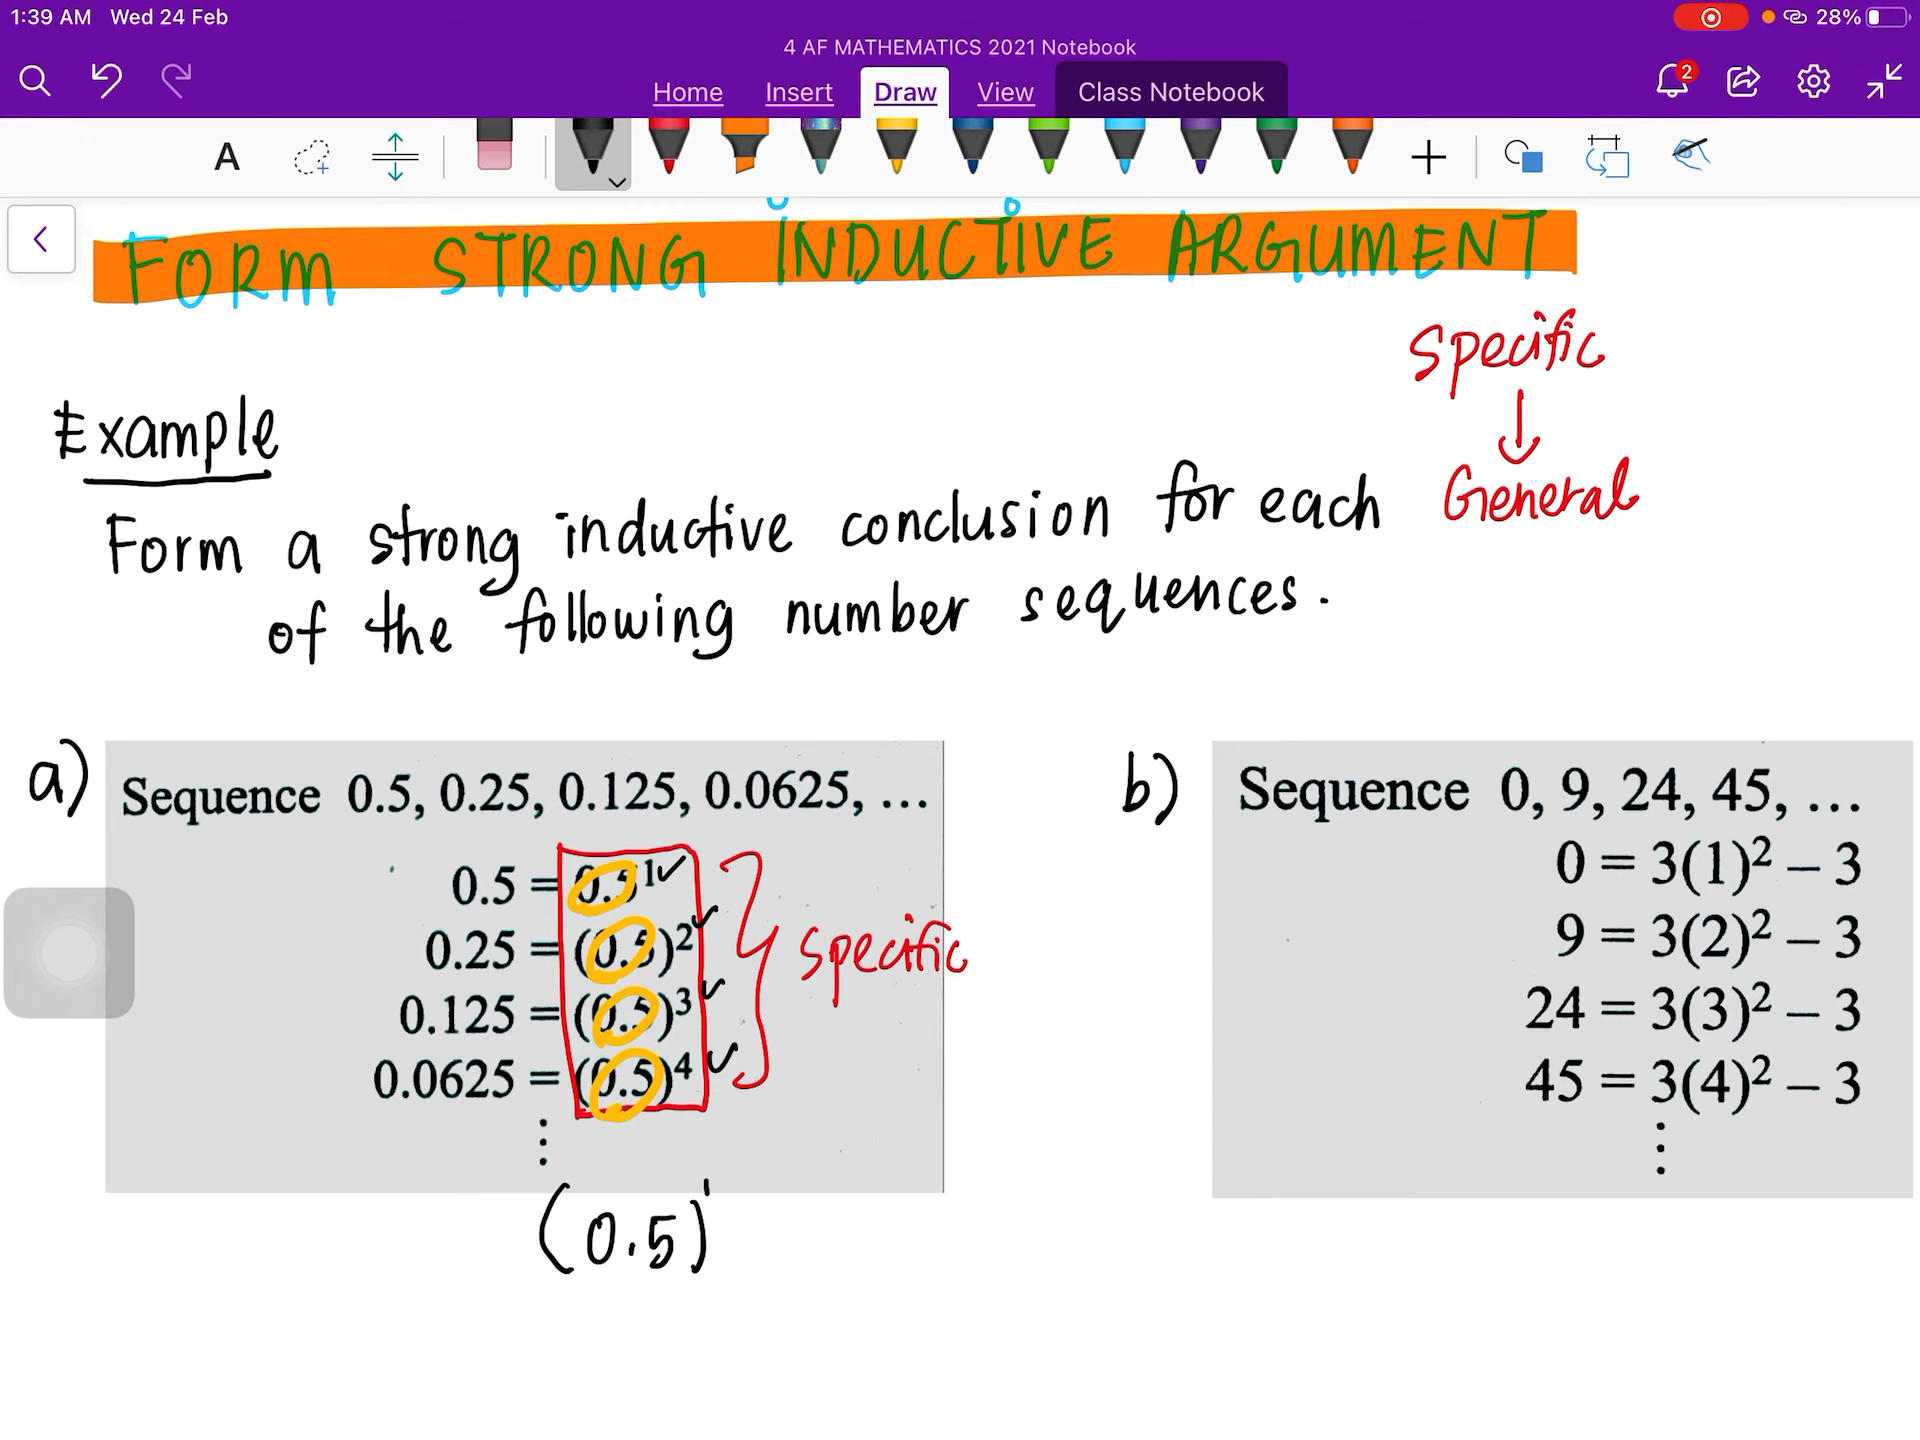 1:39 AM Wed 24 Feb
28%
4 AF MATHEMATICS 2021 Notebook
Home Insert Draw View Class Notebook
2
A
FORM STRONG INDUCTIVE ARGUMENT
Specific
↓
General
Example
Form a strong inductive conclusion for each
of the following number sequences.
a)
Sequence 0.5, 0.25, 0.125, 0.0625, ...
0.5 = 0.5¹
0.25 = (0.5)²
0.125 = (0.5)³
0.0625 = (0.5)⁴
⋮
specific
(0.5)¹
b)
Sequence 0, 9, 24, 45, ...
0 = 3(1)² – 3
9 = 3(2)² – 3
24 = 3(3)² – 3
45 = 3(4)² – 3
⋮